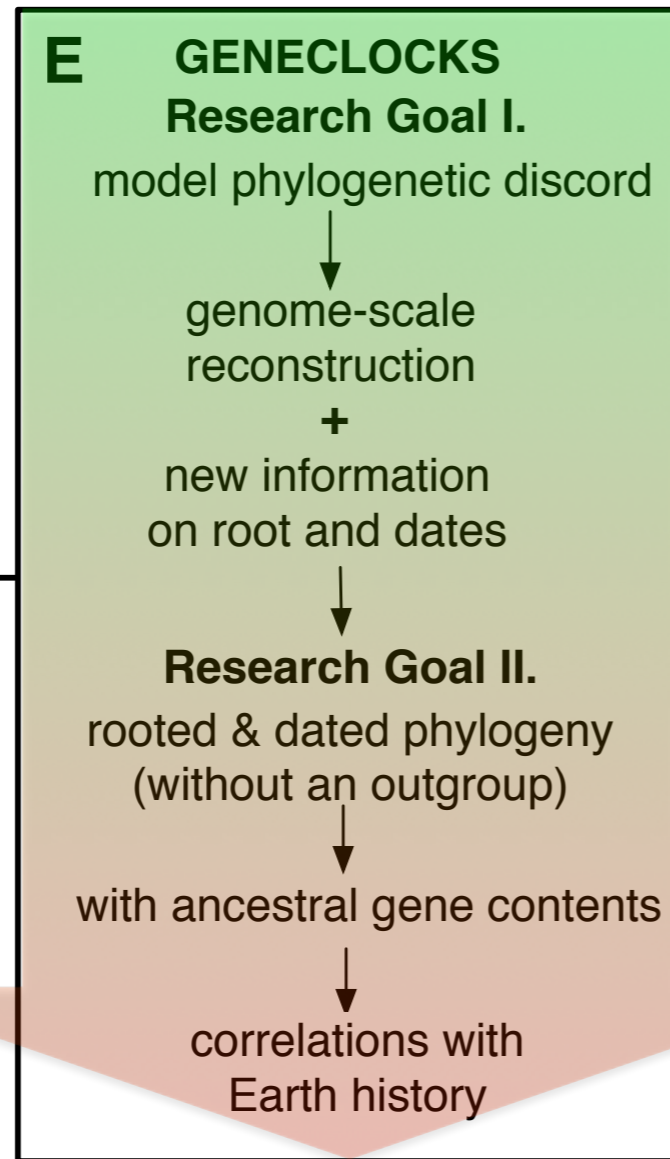 E GENECLOCKS
Research Goal I.
model phylogenetic discord
genome-scale
reconstruction
+
new information
on root and dates
Research Goal II.
rooted & dated phylogeny
(without an outgroup)
with ancestral gene contents
correlations with
Earth history